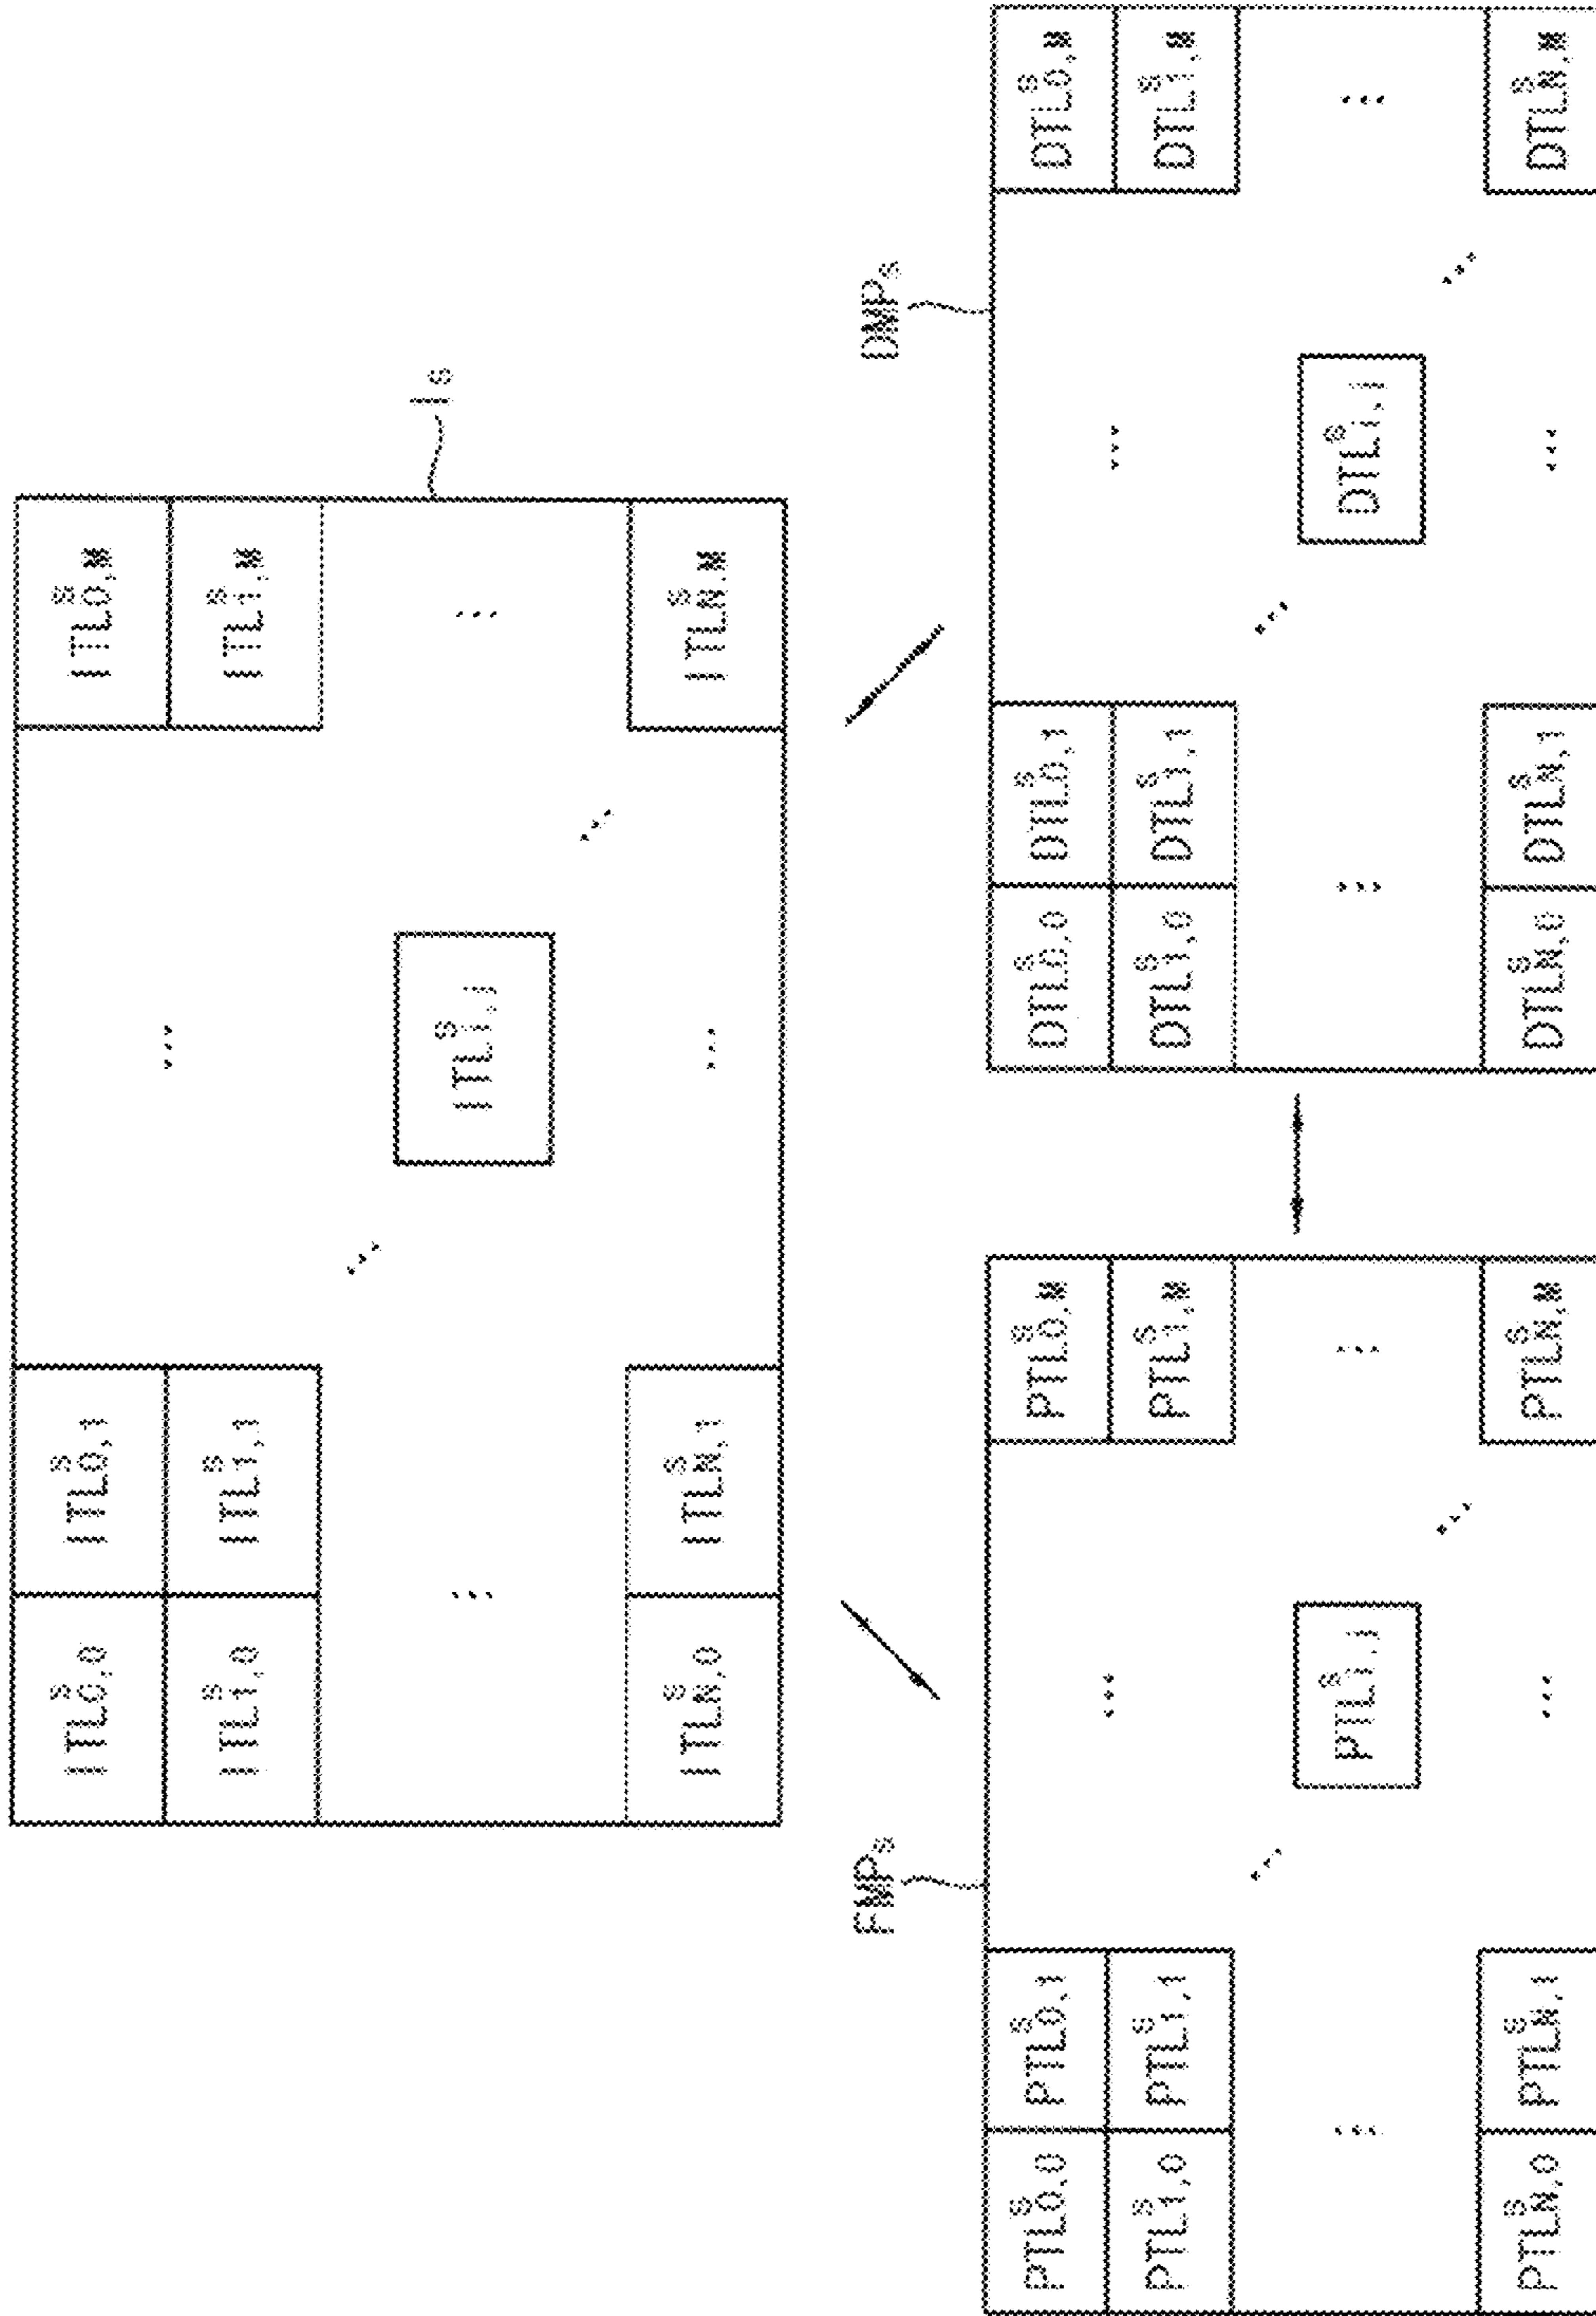 ITL^S_0,0 ITL^S_0,1 ITL^S_0,M
ITL^S_1,0 ITL^S_1,1 ITL^S_1,M
ITL^S_i,j
I_S
ITL^S_N,0 ITL^S_N,1 ITL^S_N,M
FMP_S
PTL^S_0,0 PTL^S_0,1 PTL^S_0,M
PTL^S_1,0 PTL^S_1,1 PTL^S_1,M
PTL^S_i,j
PTL^S_N,0 PTL^S_N,1 PTL^S_N,M
DMP_S
DTL^S_0,0 DTL^S_0,1 DTL^S_0,M
DTL^S_1,0 DTL^S_1,1 DTL^S_1,M
DTL^S_i,j
DTL^S_N,0 DTL^S_N,1 DTL^S_N,M